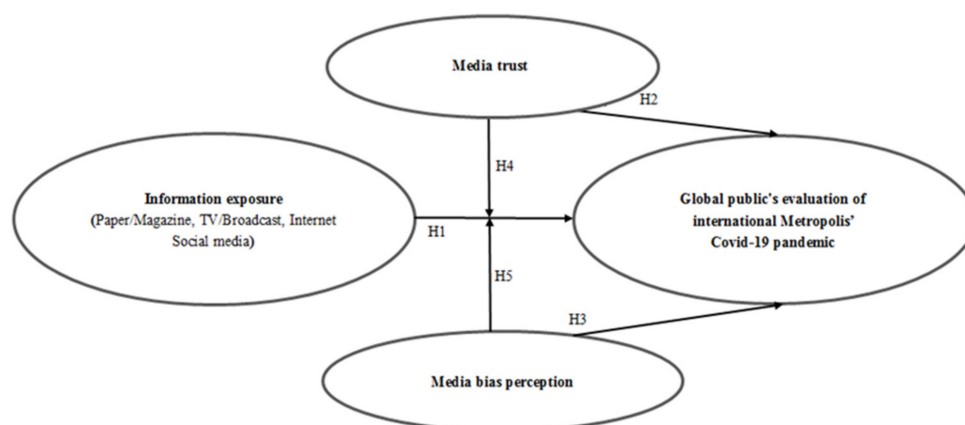 Media trust
H2
H4
Information exposure
(Paper/Magazine, TV/Broadcast, Internet
Social media)
H1
Global public's evaluation of
international Metropolis'
Covid-19 pandemic
H5
H3
Media bias perception